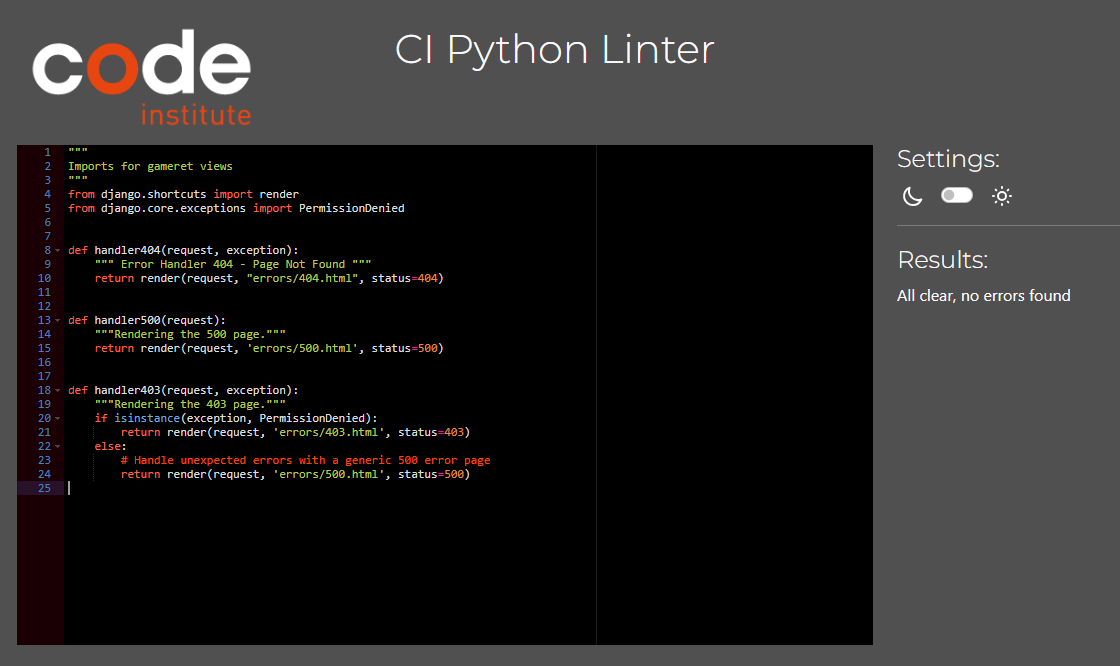 code
institute
CI Python Linter
1 """
2 Imports for gameret views
3 """
4 from django.shortcuts import render
5 from django.core.exceptions import PermissionDenied
6
7
8 def handler404(request, exception):
9     """ Error Handler 404 - Page Not Found """
10     return render(request, "errors/404.html", status=404)
11
12
13 def handler500(request):
14     """Rendering the 500 page."""
15     return render(request, 'errors/500.html', status=500)
16
17
18 def handler403(request, exception):
19     """Rendering the 403 page."""
20     if isinstance(exception, PermissionDenied):
21         return render(request, 'errors/403.html', status=403)
22     else:
23         # Handle unexpected errors with a generic 500 error page
24         return render(request, 'errors/500.html', status=500)
25
Settings:
Results:
All clear, no errors found